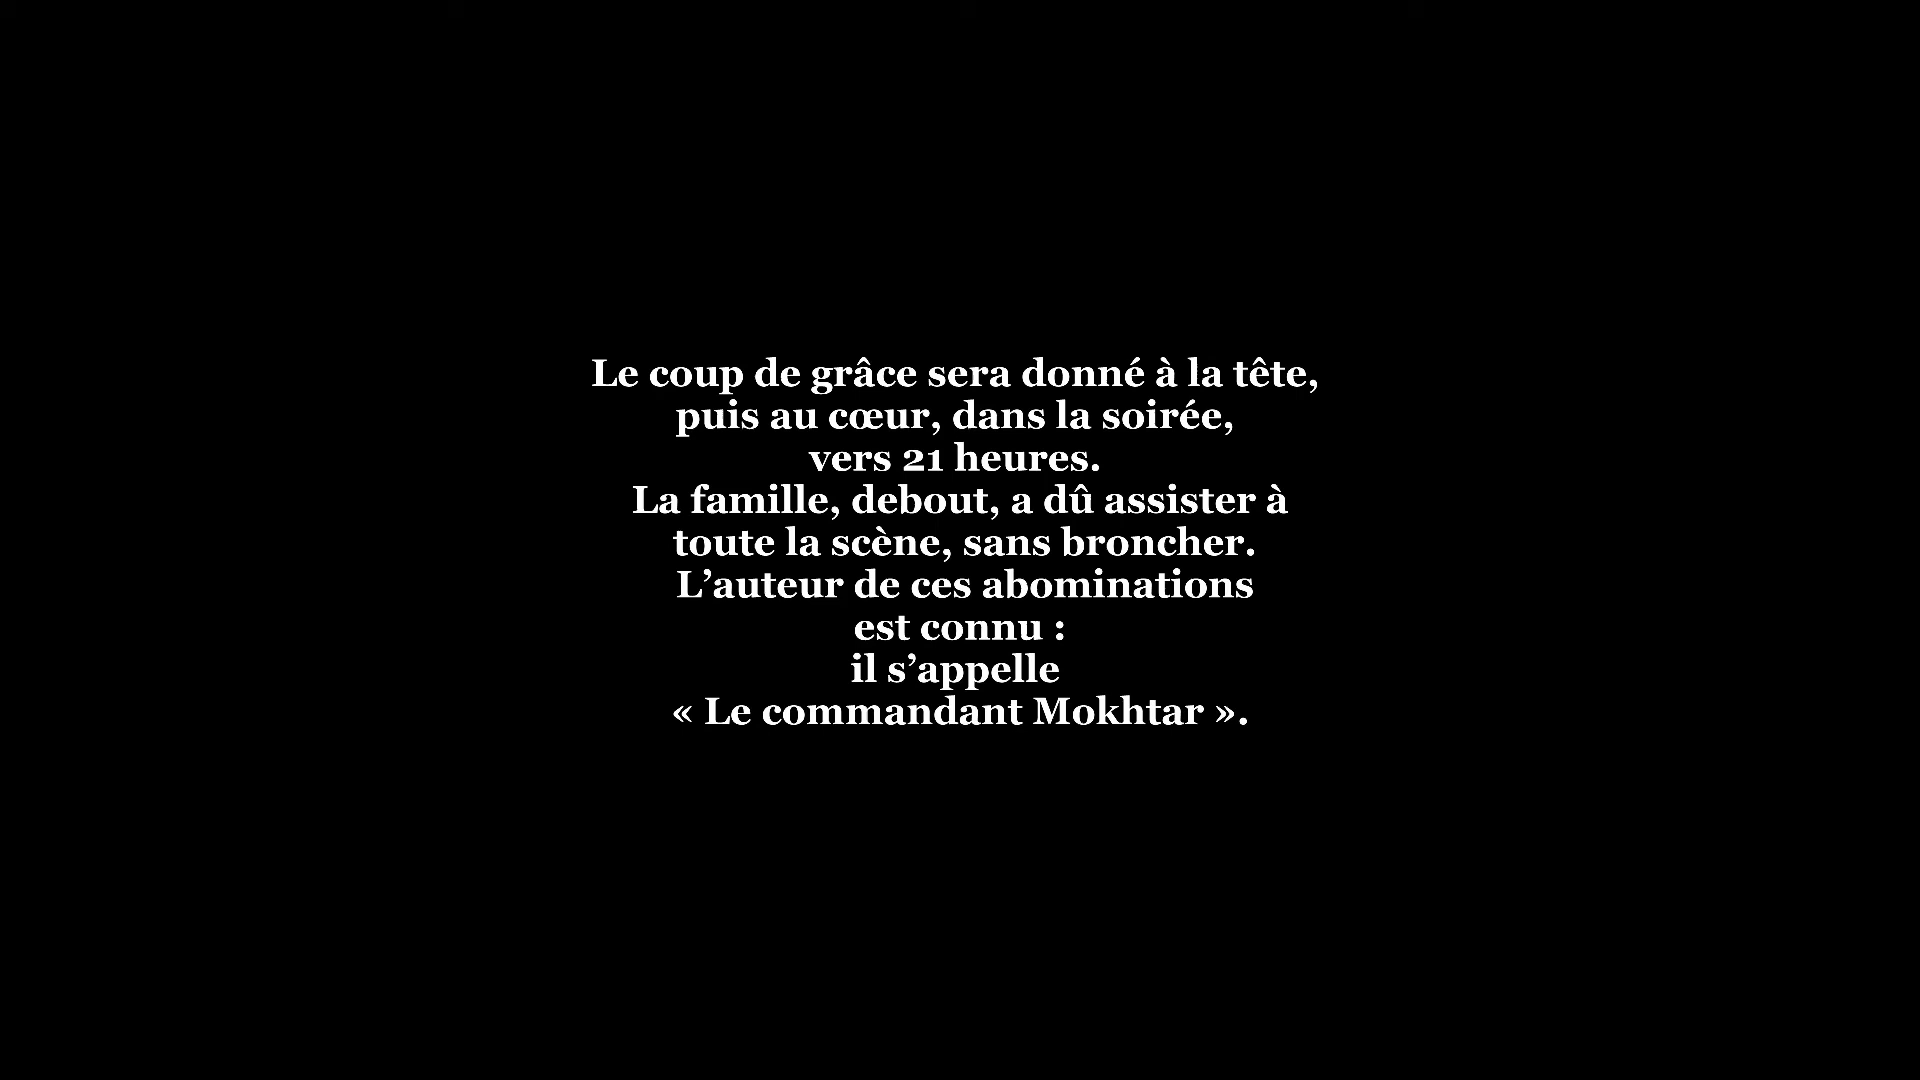 Le coup de grâce sera donné à la tête,
puis au cœur, dans la soirée,
vers 21 heures.
La famille, debout, a dû assister à
toute la scène, sans broncher.
L’auteur de ces abominations
est connu :
il s’appelle
« Le commandant Mokhtar ».